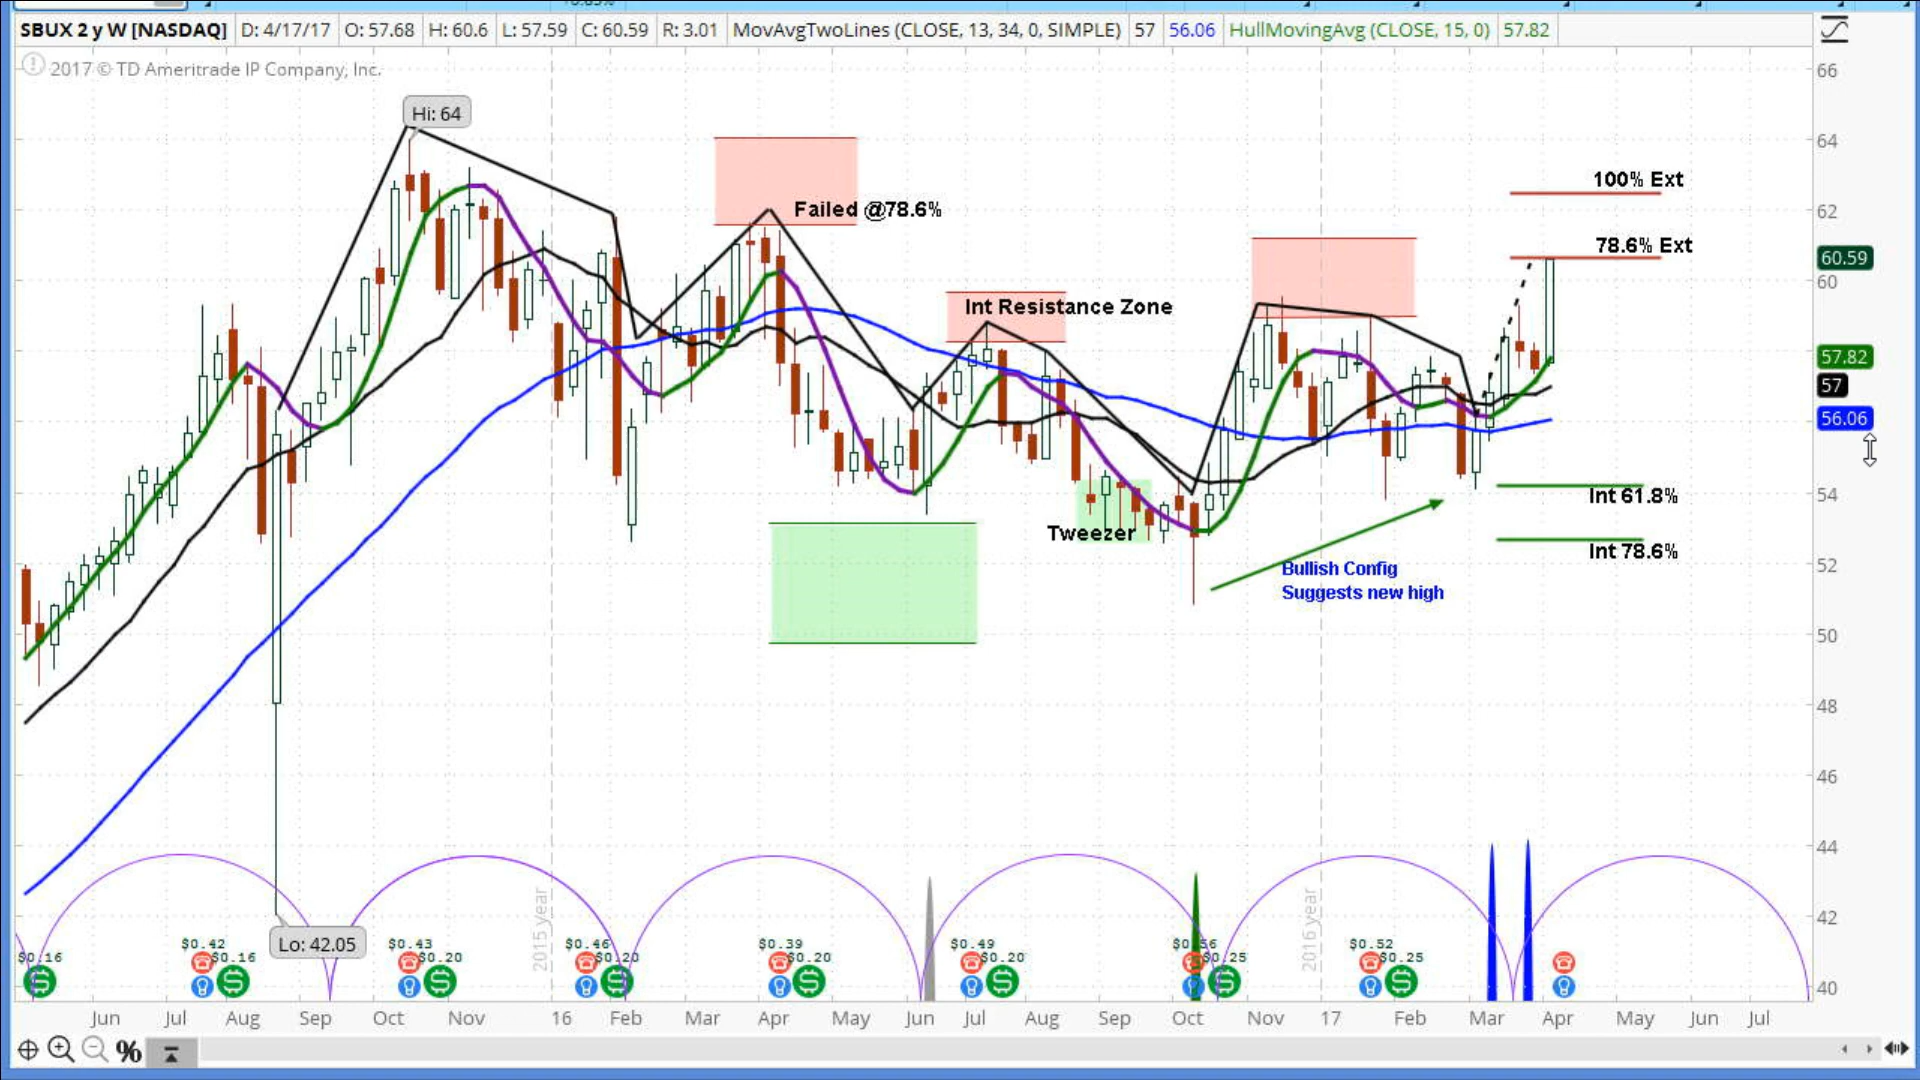 SBUX 2 y W [NASDAQ] D: 4/17/17 O: 57.68 H: 60.6 L: 57.59 C: 60.59 R: 3.01 MovAvgTwoLines (CLOSE, 13, 34, 0, SIMPLE) 57 56.06 HullMovingAvg (CLOSE, 15, 0) 57.82
2017 © TD Ameritrade IP Company, Inc.
66
Hi: 64
64
100% Ext
Failed @78.6%
62
78.6% Ext
60.59
60
Int Resistance Zone
57.82
57
56.06
54
Int 61.8%
Tweezer
Int 78.6%
Bullish Config
Suggests new high
52
50
48
46
44
42
40
Lo: 42.05
2015 year
2016 year
$0.42 $0.43 $0.46 $0.39 $0.49 $0.52
$0.16 $0.20 $0.20 $0.20 $0.20 $0.25
Jun Jul Aug Sep Oct Nov 16 Feb Mar Apr May Jun Jul Aug Sep Oct Nov 17 Feb Mar Apr May Jun Jul
%